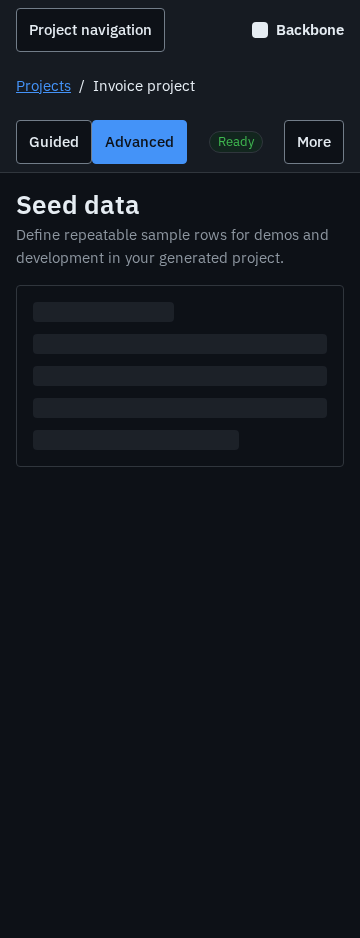 Project navigation
Backbone
Projects / Invoice project
Guided Advanced Ready More
Seed data
Define repeatable sample rows for demos and
development in your generated project.